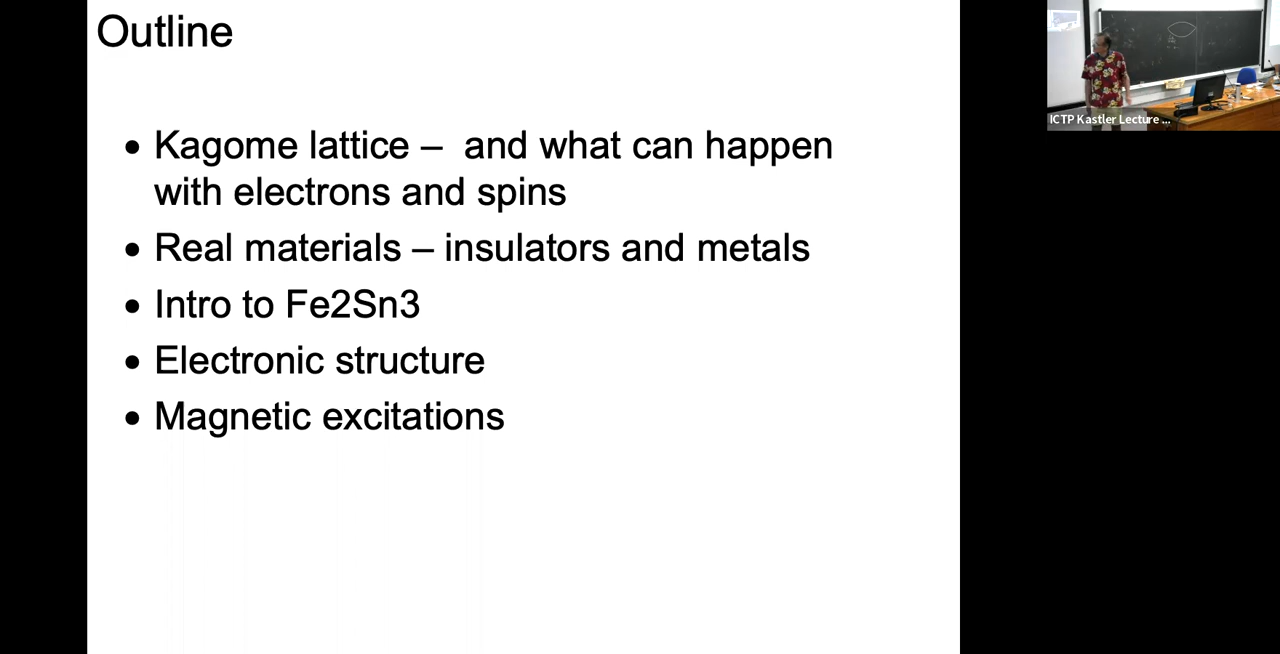 Outline
• Kagome lattice – and what can happen
with electrons and spins
• Real materials – insulators and metals
• Intro to Fe2Sn3
• Electronic structure
• Magnetic excitations
ICTP Kastler Lecture ...